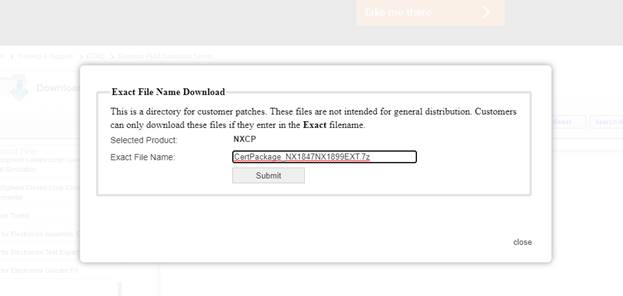 Take me there
Download
Exact File Name Download
This is a directory for customer patches. These files are not intended for general distribution. Customers
can only download these files if they enter in the Exact filename.
Selected Product: NXCP
Exact File Name: CertPackage_NX1847NX1899EXT.7z
Submit
close